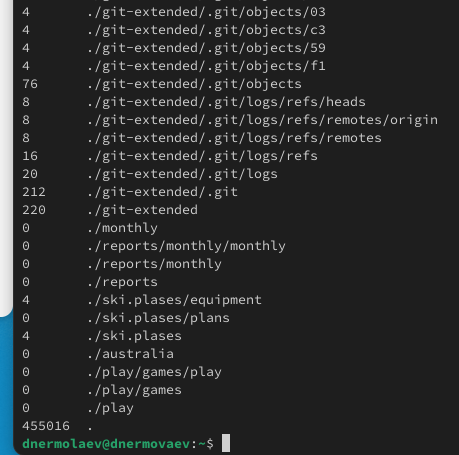 4 ./git-extended/.git/objects/03
4 ./git-extended/.git/objects/c3
4 ./git-extended/.git/objects/59
4 ./git-extended/.git/objects/f1
76 ./git-extended/.git/objects
8 ./git-extended/.git/logs/refs/heads
8 ./git-extended/.git/logs/refs/remotes/origin
8 ./git-extended/.git/logs/refs/remotes
16 ./git-extended/.git/logs/refs
20 ./git-extended/.git/logs
212 ./git-extended/.git
220 ./git-extended
0 ./monthly
0 ./reports/monthly/monthly
0 ./reports/monthly
0 ./reports
4 ./ski.plases/equipment
0 ./ski.plases/plans
4 ./ski.plases
0 ./australia
0 ./play/games/play
0 ./play/games
0 ./play
455016 .
dnermolaev@dnermovaev:~$